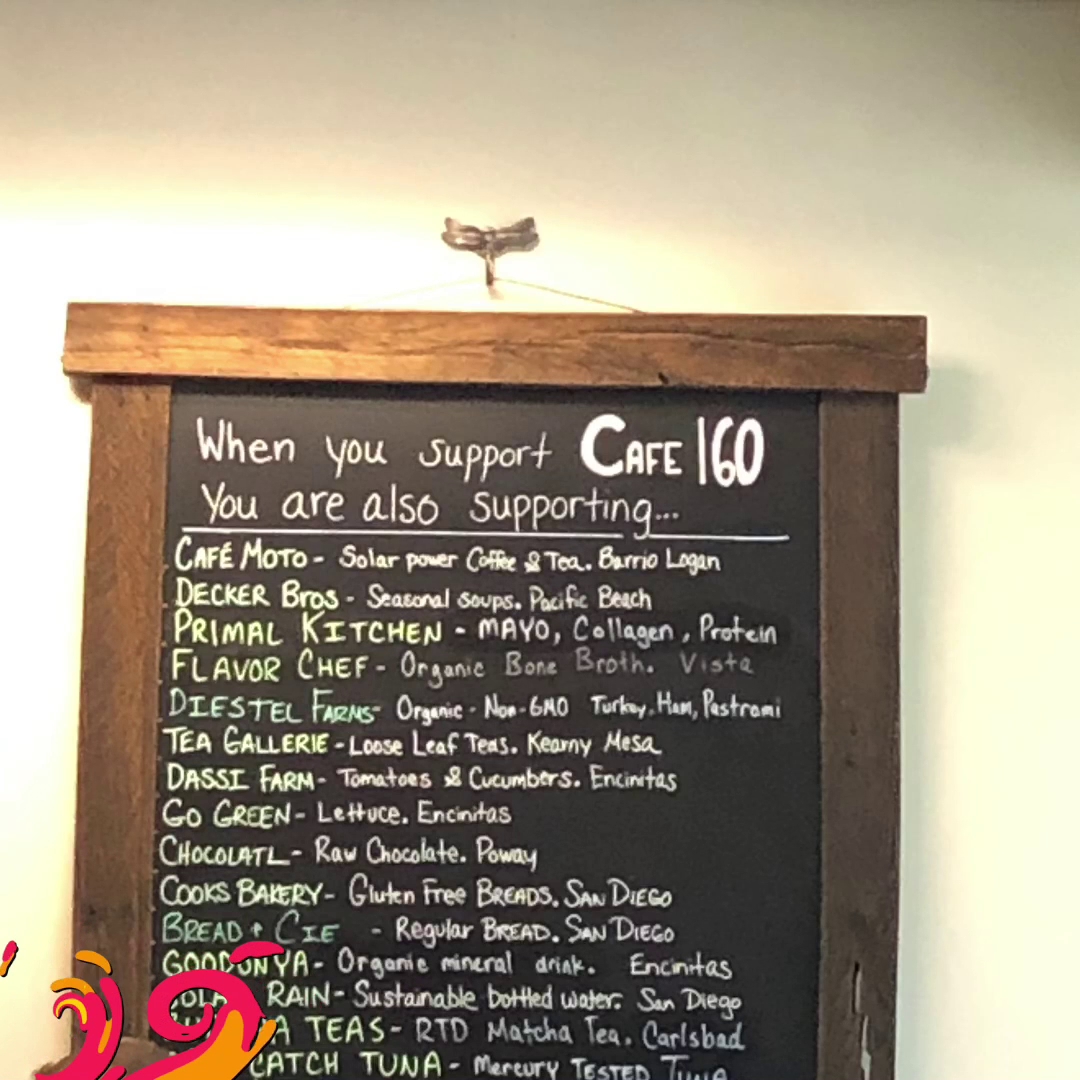 When you support CAFE 160
You are also supporting...
CAFÉ MOTO - Solar power Coffee & Tea. Barrio Logan
DECKER Bros - Seasonal soups. Pacific Beach
PRIMAL KITCHEN - MAYO, Collagen, Protein
FLAVOR CHEF - Organic Bone Broth. Vista
DIESTEL FARMS - Organic - Non-GMO Turkey, Ham, Pastrami
TEA GALLERIE - Loose Leaf Teas. Kearny Mesa
DASSI FARM - Tomatoes & Cucumbers. Encinitas
GO GREEN - Lettuce. Encinitas
CHOCOLATL - Raw Chocolate. Poway
COOKS BAKERY - Gluten Free BREADS. SAN DIEGO
BREAD + CIE - Regular BREAD. SAN DIEGO
GOODONYA - Organic mineral drink. Encinitas
RAIN - Sustainable bottled water. San Diego
TEAS - RTD Matcha Tea. Carlsbad
CATCH TUNA - Mercury TESTED TUNA